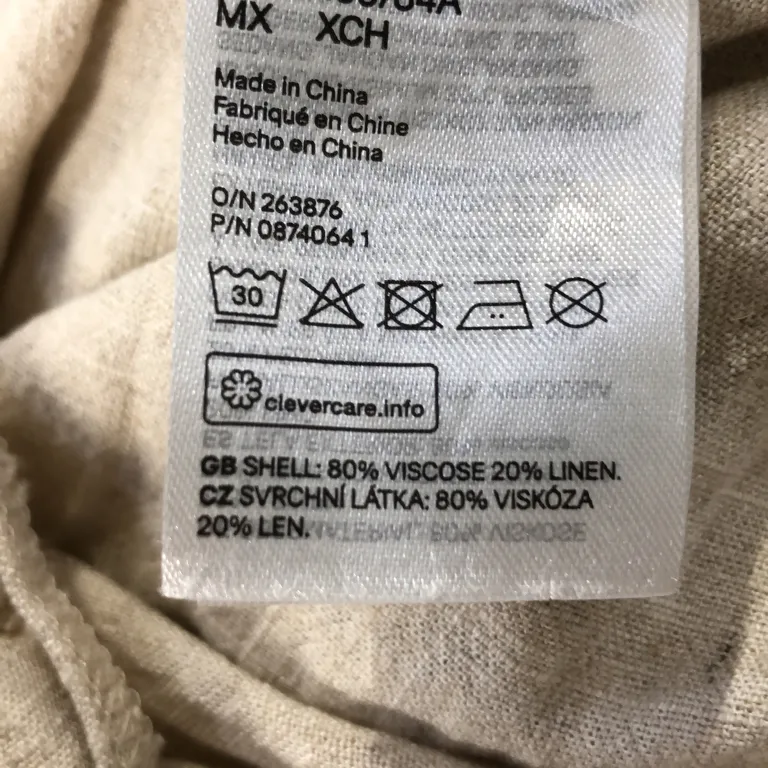 MX XCH
Made in China
Fabriqué en Chine
Hecho en China
O/N 263876
P/N 0874064 1
30
clevercare.info
GB SHELL: 80% VISCOSE 20% LINEN.
CZ SVRCHNÍ LÁTKA: 80% VISKÓZA
20% LEN.